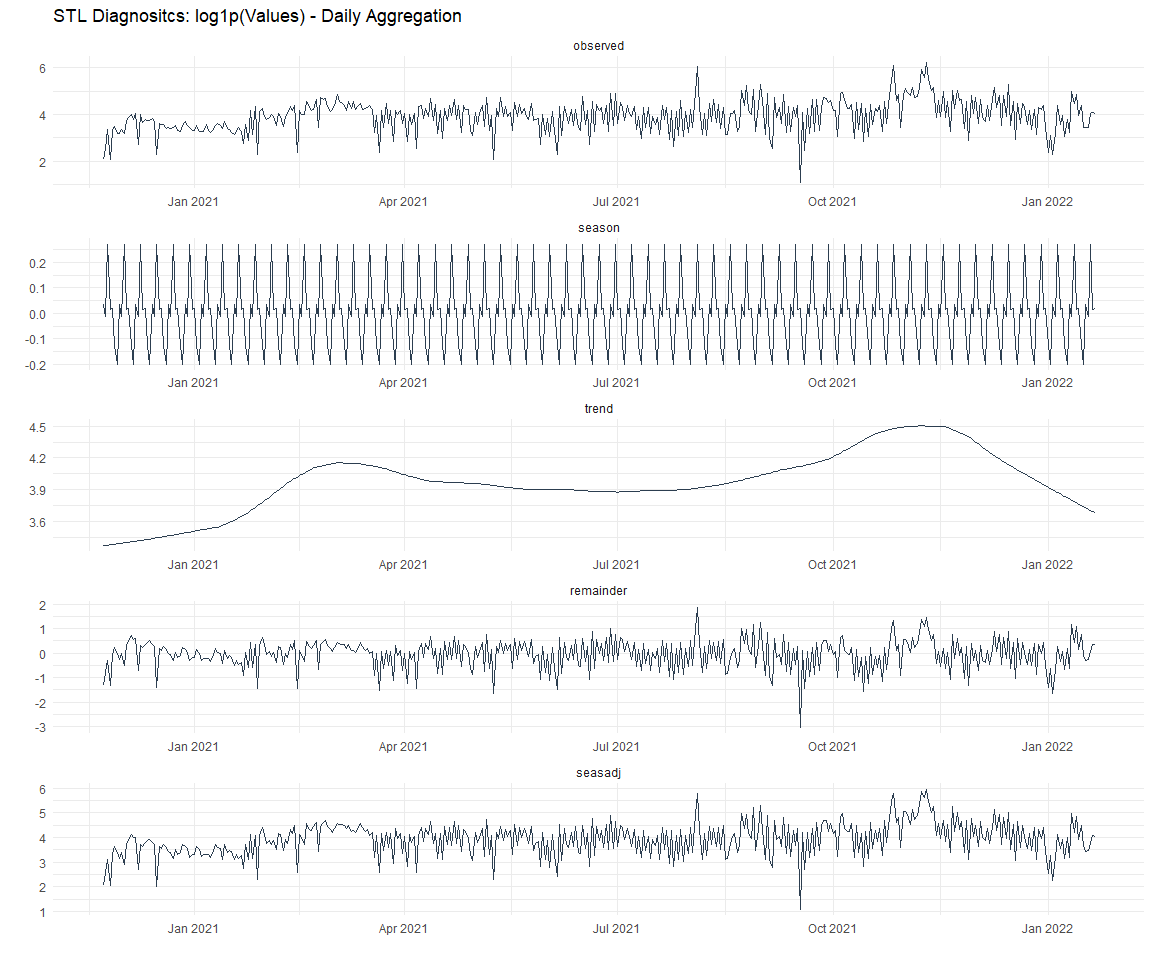 STL Diagnositcs: log1p(Values) - Daily Aggregation
observed
6
4
2
Jan 2021 Apr 2021 Jul 2021 Oct 2021 Jan 2022
season
0.2
0.1
0.0
-0.1
-0.2
Jan 2021 Apr 2021 Jul 2021 Oct 2021 Jan 2022
trend
4.5
4.2
3.9
3.6
Jan 2021 Apr 2021 Jul 2021 Oct 2021 Jan 2022
remainder
2
1
0
-1
-2
-3
Jan 2021 Apr 2021 Jul 2021 Oct 2021 Jan 2022
seasadj
6
5
4
3
2
1
Jan 2021 Apr 2021 Jul 2021 Oct 2021 Jan 2022